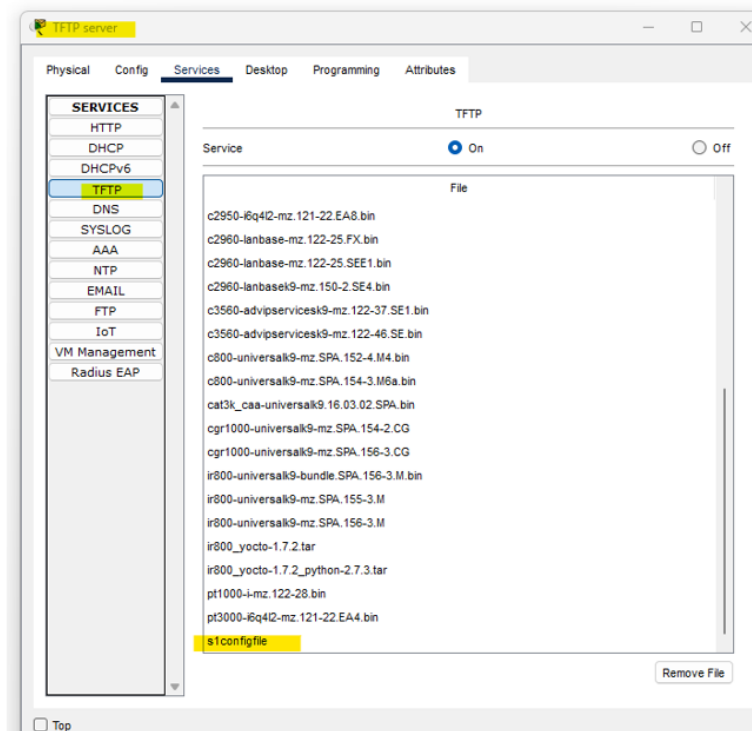 TFTP server
Physical Config Services Desktop Programming Attributes
SERVICES
HTTP
DHCP
DHCPv6
TFTP
DNS
SYSLOG
AAA
NTP
EMAIL
FTP
IoT
VM Management
Radius EAP
TFTP
Service On Off
File
c2950-i6q4l2-mz.121-22.EA8.bin
c2960-lanbase-mz.122-25.FX.bin
c2960-lanbase-mz.122-25.SEE1.bin
c2960-lanbasek9-mz.150-2.SE4.bin
c3560-advipservicesk9-mz.122-37.SE1.bin
c3560-advipservicesk9-mz.122-46.SE.bin
c800-universalk9-mz.SPA.152-4.M4.bin
c800-universalk9-mz.SPA.154-3.M6a.bin
cat3k_caa-universalk9.16.03.02.SPA.bin
cgr1000-universalk9-mz.SPA.154-2.CG
cgr1000-universalk9-mz.SPA.156-3.CG
ir800-universalk9-bundle.SPA.156-3.M.bin
ir800-universalk9-mz.SPA.155-3.M
ir800-universalk9-mz.SPA.156-3.M
ir800_yocto-1.7.2.tar
ir800_yocto-1.7.2_python-2.7.3.tar
pt1000-i-mz.122-28.bin
pt3000-i6q4l2-mz.121-22.EA4.bin
s1configfile
Remove File
Top